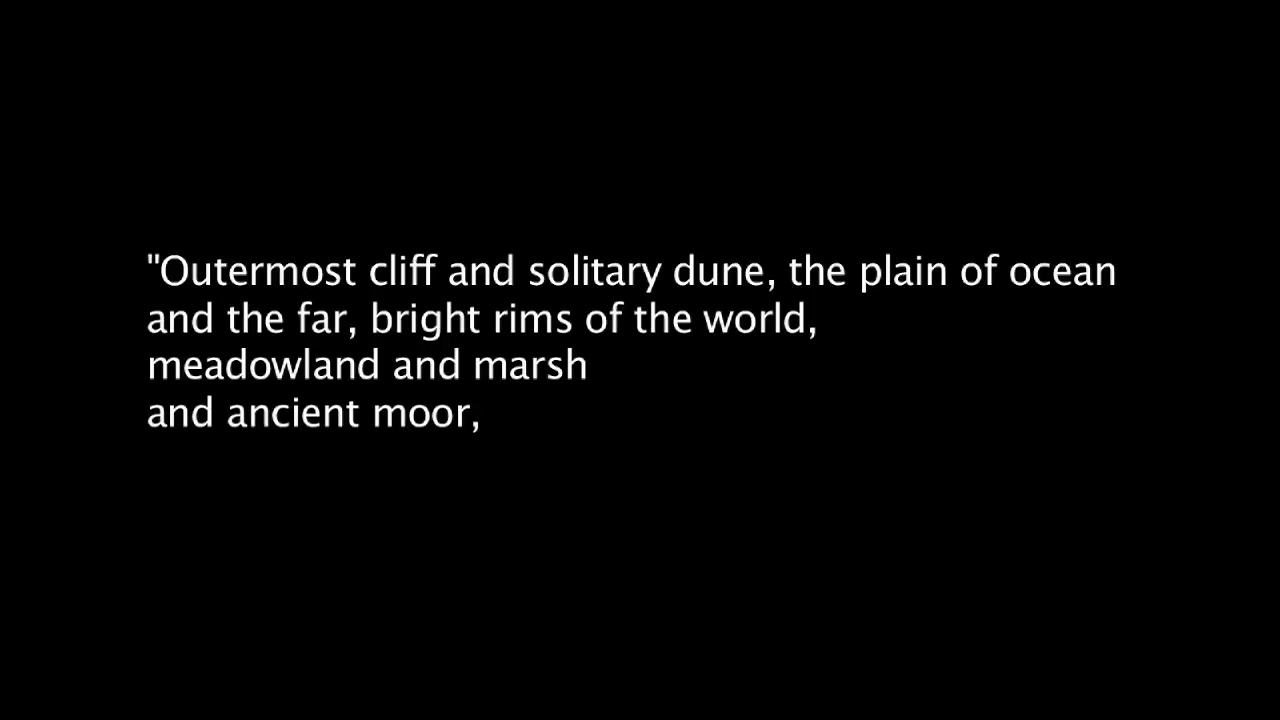 "Outermost cliff and solitary dune, the plain of ocean
and the far, bright rims of the world,
meadowland and marsh
and ancient moor,